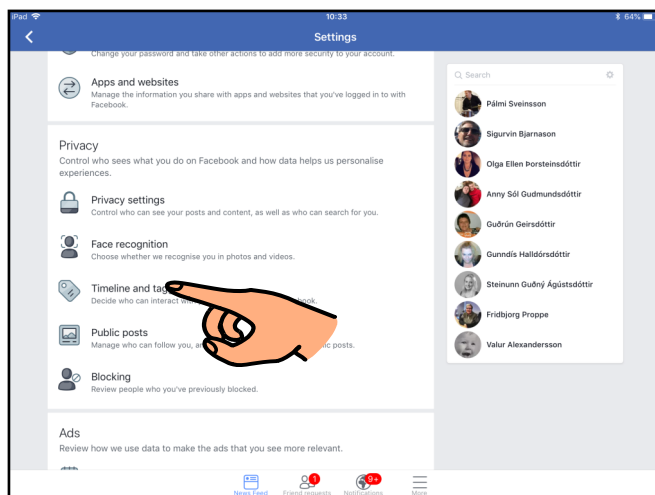 iPad 10:33 64%
Settings
Change your password and take other actions to add more security to your account.
Apps and websites
Manage the information you share with apps and websites that you've logged in to with
Facebook.
Privacy
Control who sees what you do on Facebook and how data helps us personalise
experiences.
Privacy settings
Control who can see your posts and content, as well as who can search for you.
Face recognition
Choose whether we recognise you in photos and videos.
Timeline and
Decide who can interact
Public posts
Manage who can follow you, posts.
Blocking
Review people who you've previously blocked.
Ads
Review how we use data to make the ads that you see more relevant.
Search
Pálmi Sveinsson
Sigurvin Bjarnason
Olga Ellen Þorsteinsdóttir
Anny Sól Gudmundsdóttir
Guðrún Geirsdóttir
Gunndís Halldórsdóttir
Steinunn Guðný Ágústsdóttir
Fridbjorg Proppe
Valur Alexandersson
1 9+
News Feed Friend requests Notifications More